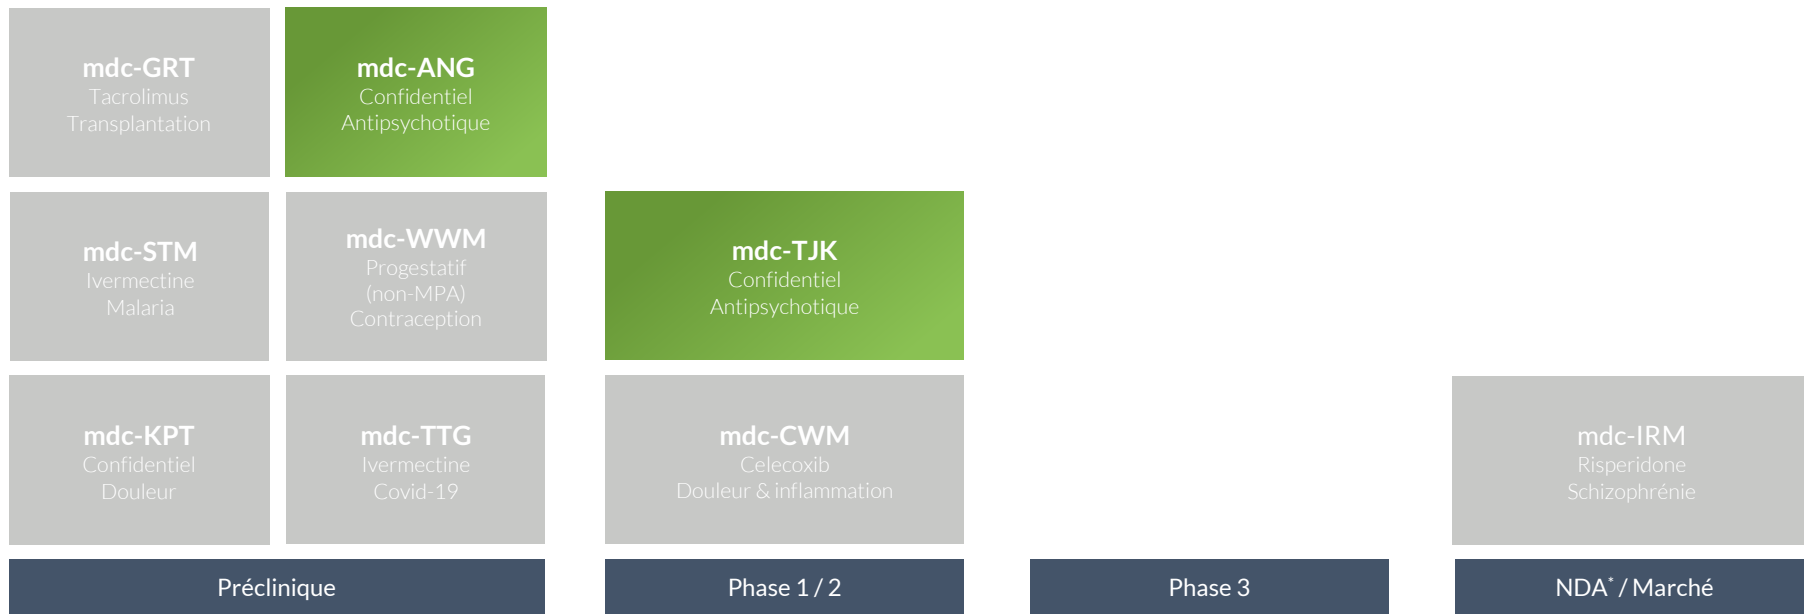 mdc-GRT
Tacrolimus
Transplantation
mdc-ANG
Confidentiel
Antipsychotique
mdc-STM
Ivermectine
Malaria
mdc-WWM
Progestatif
(non-MPA)
Contraception
mdc-TJK
Confidentiel
Antipsychotique
mdc-KPT
Confidentiel
Douleur
mdc-TTG
Ivermectine
Covid-19
mdc-CWM
Celecoxib
Douleur & inflammation
mdc-IRM
Risperidone
Schizophrénie
Préclinique
Phase 1 / 2
Phase 3
NDA* / Marché